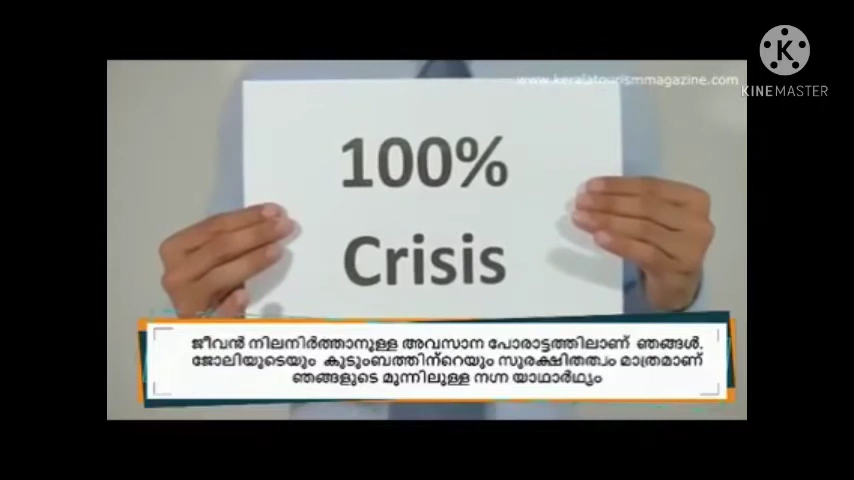 www.keralatourismmagazine.com
KINEMASTER
100%
Crisis
ജീവൻ നിലനിർത്താനുള്ള അവസാന പോരാട്ടത്തിലാണ് ഞങ്ങൾ.
ജോലിയുടെയും കുടുംബത്തിന്റെയും സുരക്ഷിതത്വം മാത്രമാണ്
ഞങ്ങളുടെ മുന്നിലുള്ള നഗ്ന യാഥാർഥ്യം